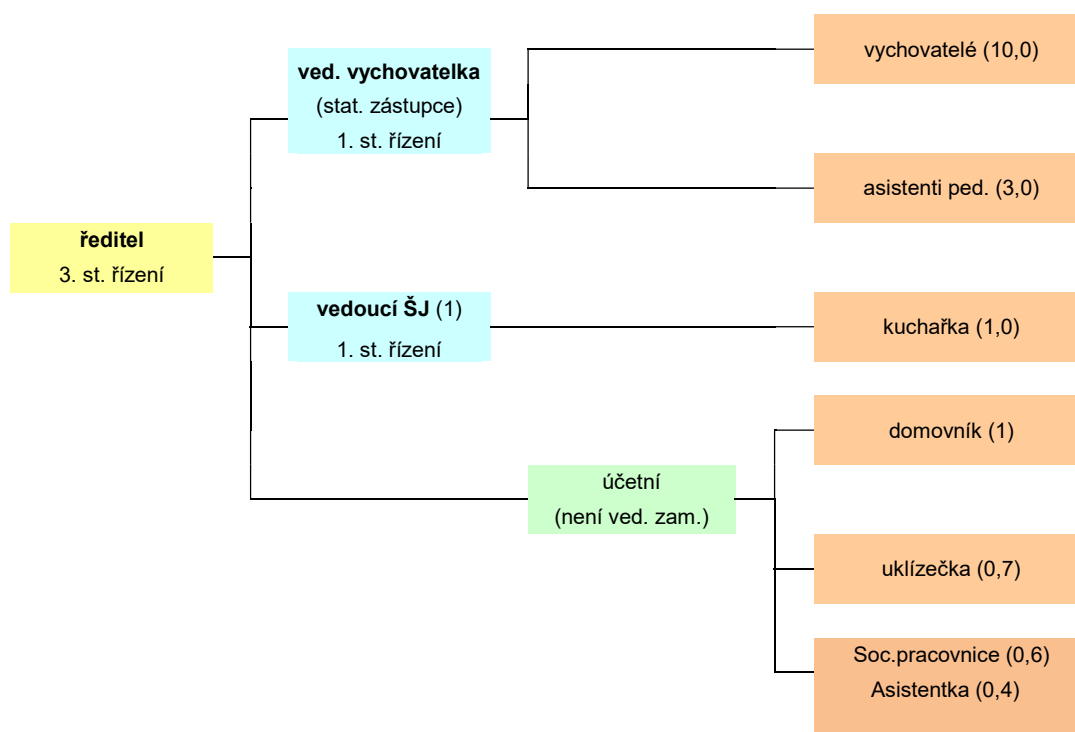 vychovatelé (10,0)
ved. vychovatelka
(stat. zástupce)
1. st. řízení
asistenti ped. (3,0)
ředitel
3. st. řízení
vedoucí ŠJ (1)
1. st. řízení
kuchařka (1,0)
domovník (1)
účetní
(není ved. zam.)
uklízečka (0,7)
Soc.pracovnice (0,6)
Asistentka (0,4)